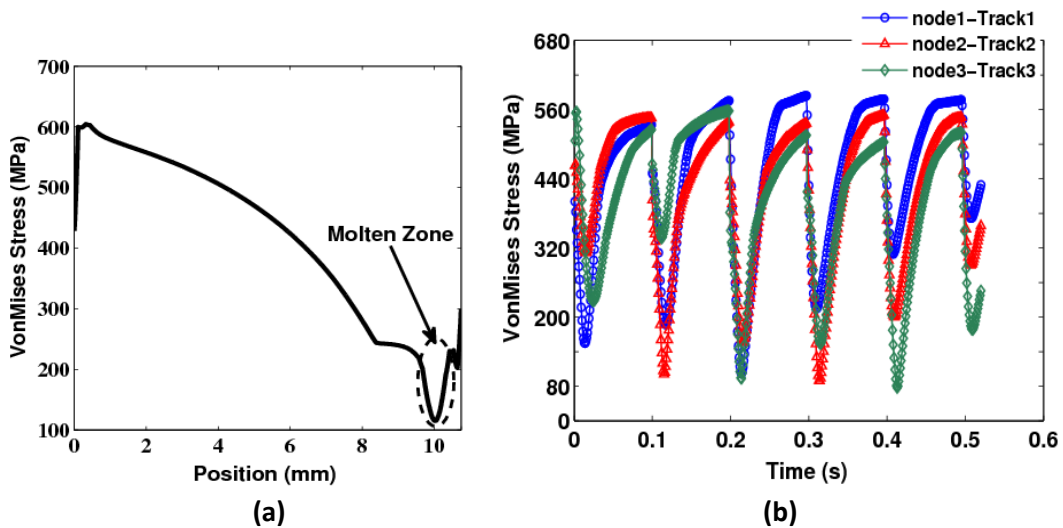 700
600
500
400
300
200
100
0
2
4
6
8
10
VonMises Stress (MPa)
Position (mm)
Molten Zone
(a)
node1-Track1
node2-Track2
node3-Track3
680
560
440
320
200
80
0
0
0.1
0.2
0.3
0.4
0.5
0.6
VonMises Stress (MPa)
Time (s)
(b)